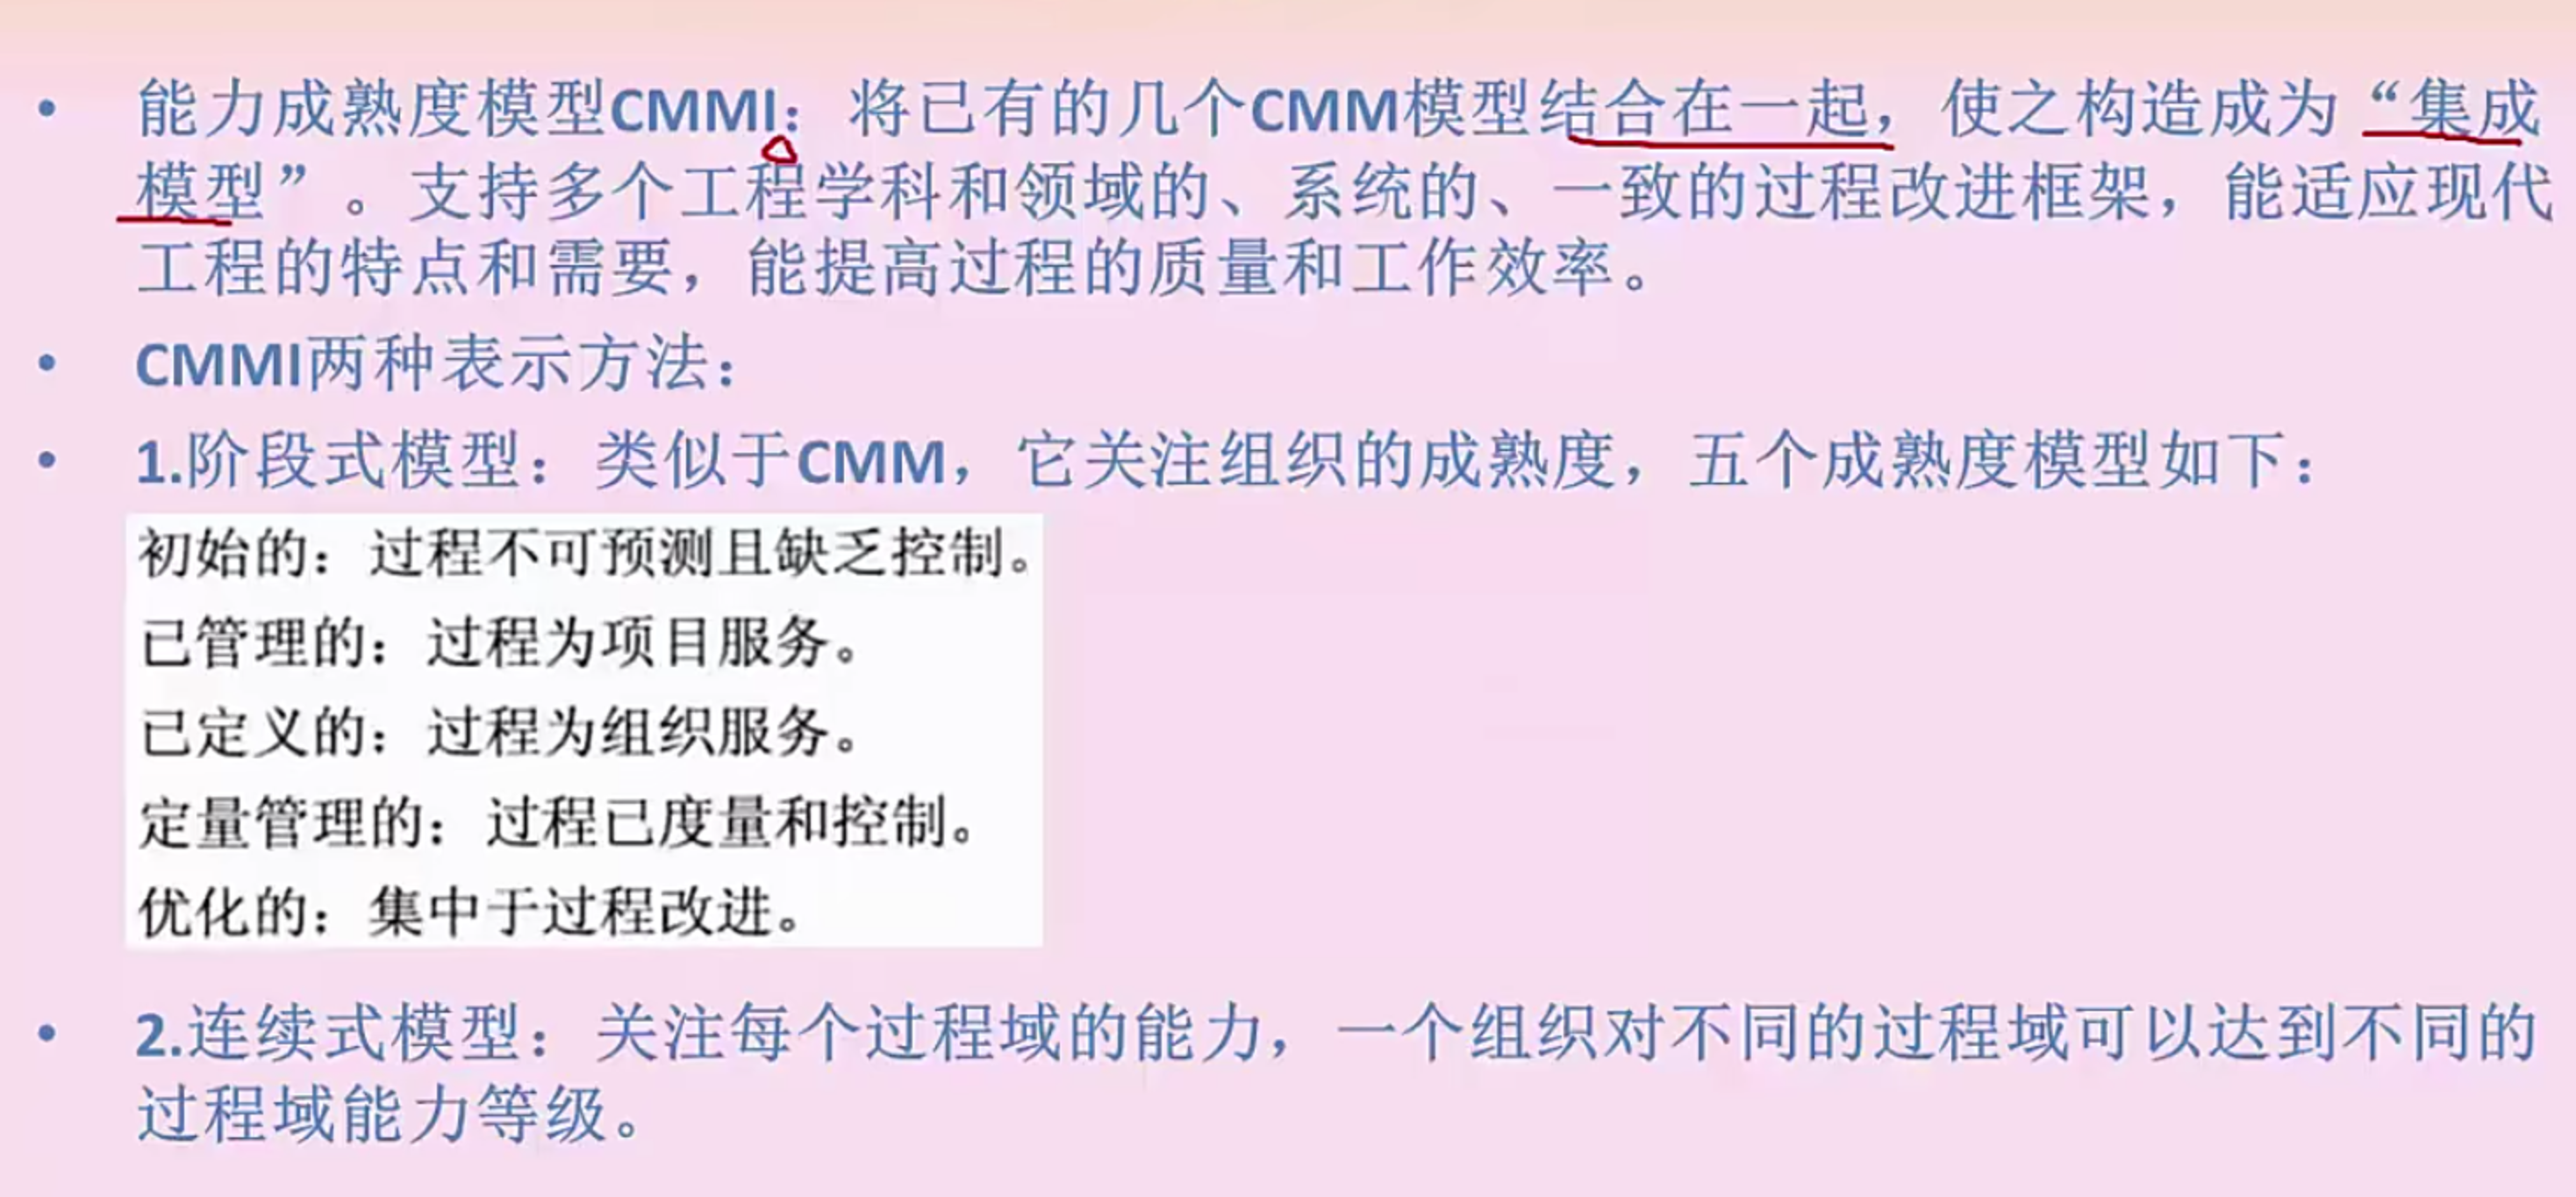 • 能力成熟度模型CMMI：将已有的几个CMM模型结合在一起，使之构造成为“集成
模型”。支持多个工程学科和领域的、系统的、一致的过程改进框架，能适应现代
工程的特点和需要，能提高过程的质量和工作效率。
• CMMI两种表示方法：
• 1.阶段式模型：类似于CMM，它关注组织的成熟度，五个成熟度模型如下：
初始的：过程不可预测且缺乏控制。
已管理的：过程为项目服务。
已定义的：过程为组织服务。
定量管理的：过程已度量和控制。
优化的：集中于过程改进。
• 2.连续式模型：关注每个过程域的能力，一个组织对不同的过程域可以达到不同的
过程域能力等级。